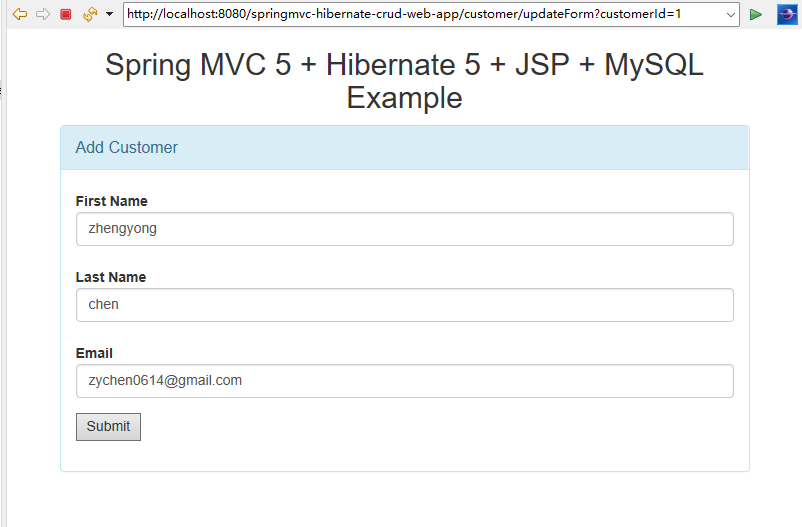 http://localhost:8080/springmvc-hibernate-crud-web-app/customer/updateForm?customerId=1
Spring MVC 5 + Hibernate 5 + JSP + MySQL
Example
Add Customer
First Name
zhengyong
Last Name
chen
Email
zychen0614@gmail.com
Submit